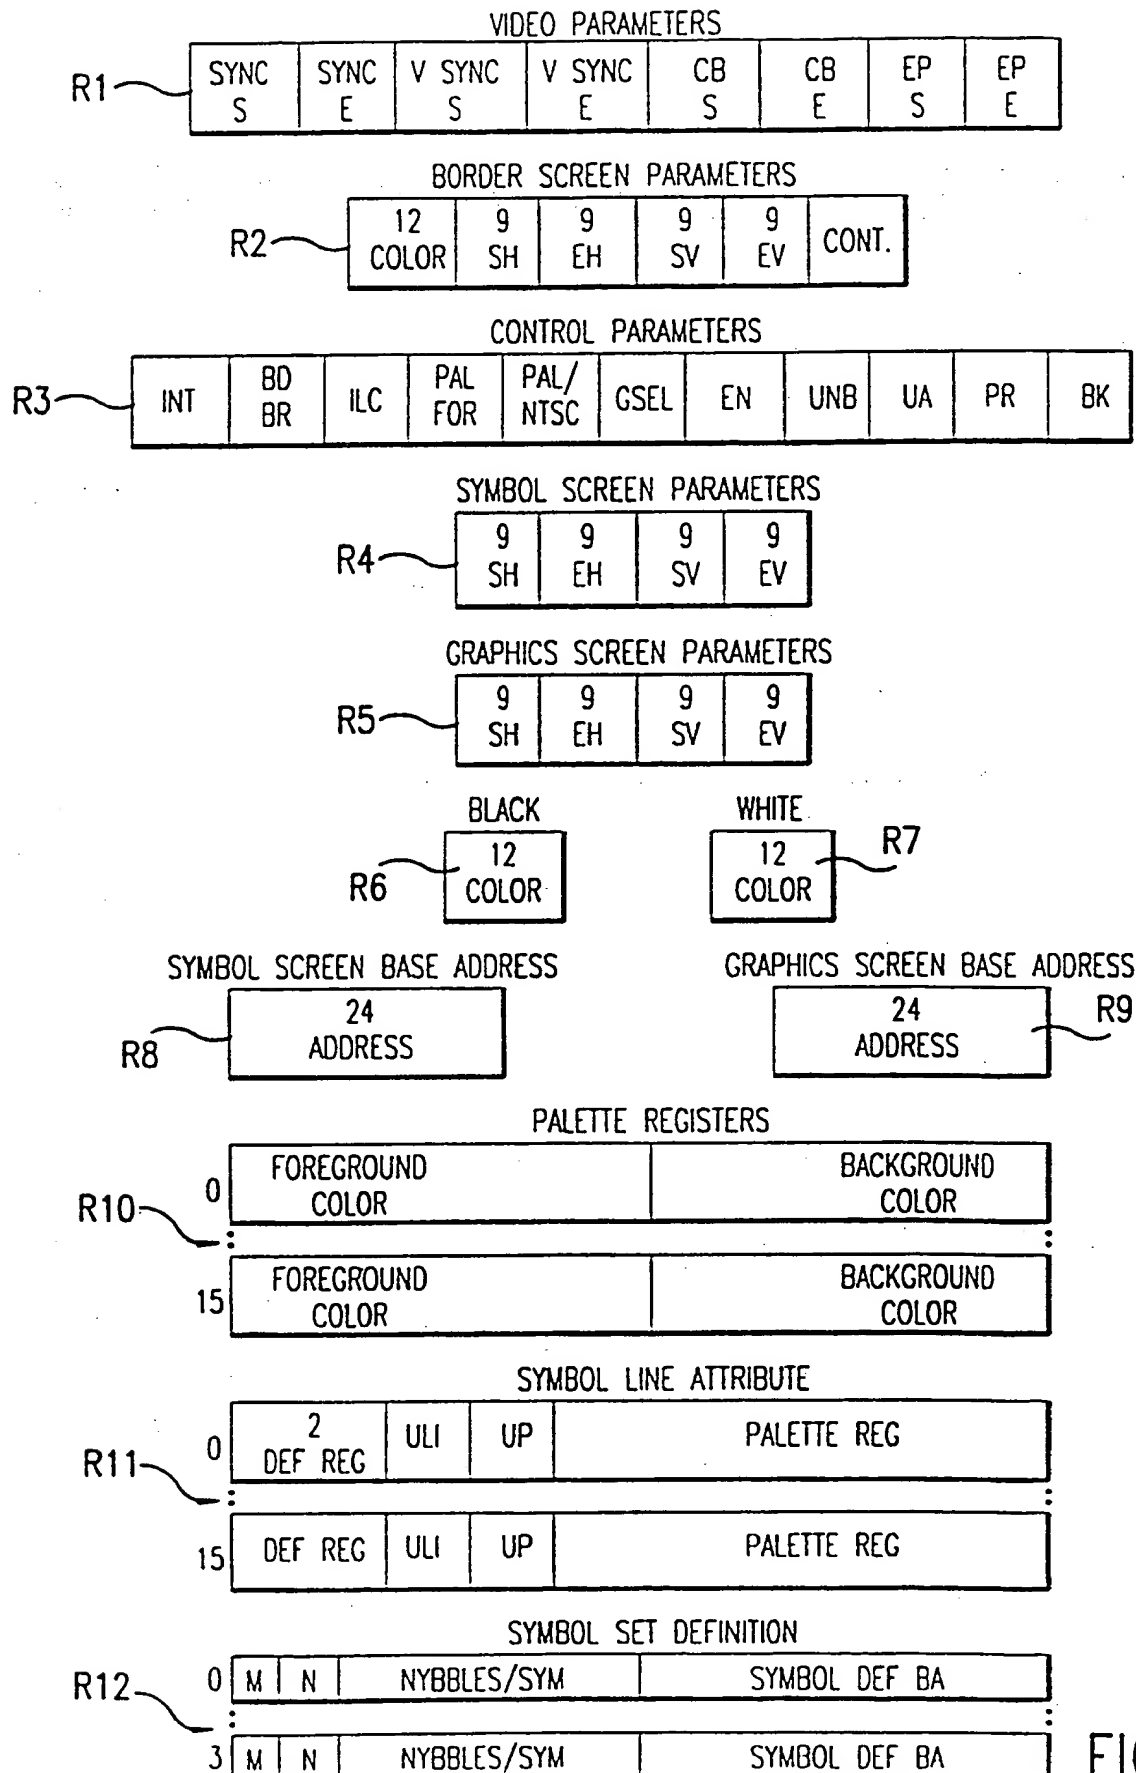 VIDEO PARAMETERS
R1
SYNC S
SYNC E
V SYNC S
V SYNC E
CB S
CB E
EP S
EP E
BORDER SCREEN PARAMETERS
R2
12 COLOR
9 SH
9 EH
9 SV
9 EV
CONT.
CONTROL PARAMETERS
R3
INT
BD BR
ILC
PAL FOR
PAL/ NTSC
GSEL
EN
UNB
UA
PR
BK
SYMBOL SCREEN PARAMETERS
R4
9 SH
9 EH
9 SV
9 EV
GRAPHICS SCREEN PARAMETERS
R5
9 SH
9 EH
9 SV
9 EV
BLACK
R6
12 COLOR
WHITE
12 COLOR
R7
SYMBOL SCREEN BASE ADDRESS
R8
24 ADDRESS
GRAPHICS SCREEN BASE ADDRESS
24 ADDRESS
R9
PALETTE REGISTERS
R10
0
FOREGROUND COLOR
BACKGROUND COLOR
15
FOREGROUND COLOR
BACKGROUND COLOR
SYMBOL LINE ATTRIBUTE
R11
0
2 DEF REG
ULI
UP
PALETTE REG
15
DEF REG
ULI
UP
PALETTE REG
SYMBOL SET DEFINITION
R12
0
M
N
NYBBLES/SYM
SYMBOL DEF BA
3
M
N
NYBBLES/SYM
SYMBOL DEF BA